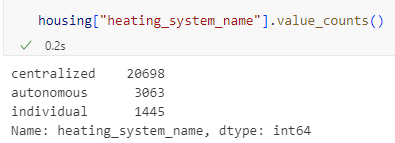 housing["heating_system_name"].value_counts()
0.2s
centralized    20698
autonomous      3063
individual      1445
Name: heating_system_name, dtype: int64